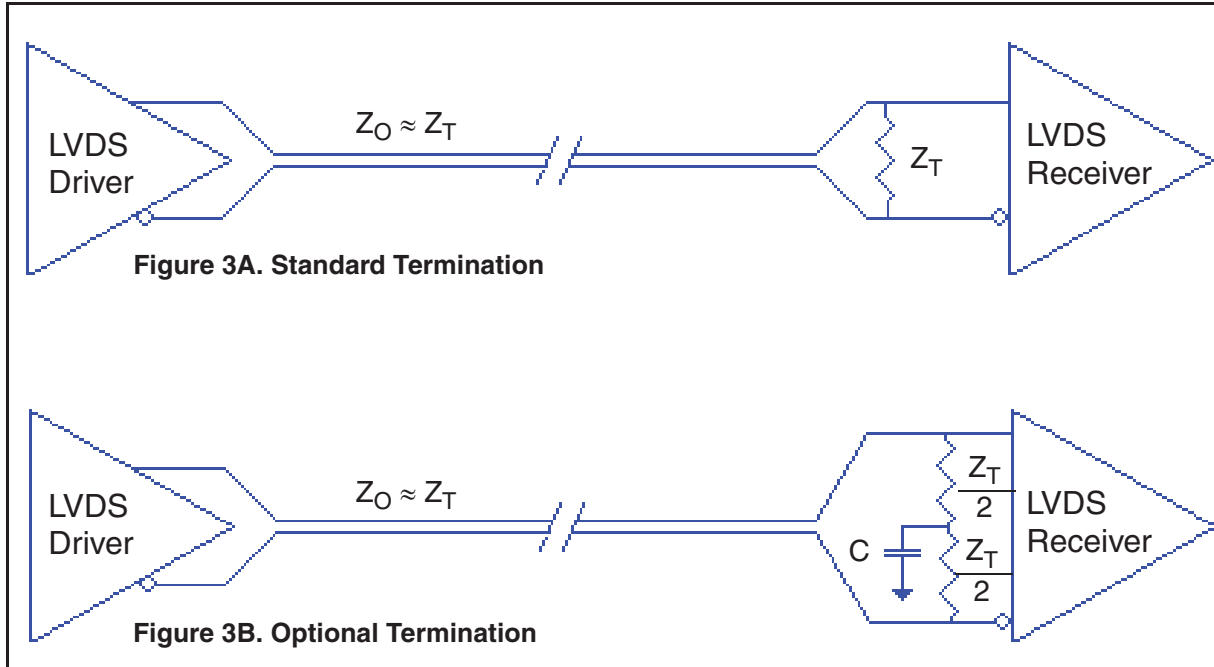 LVDS
Driver
Z_O ≈ Z_T
Z_T
LVDS
Receiver
Figure 3A. Standard Termination
LVDS
Driver
Z_O ≈ Z_T
C
Z_T
2
Z_T
2
LVDS
Receiver
Figure 3B. Optional Termination